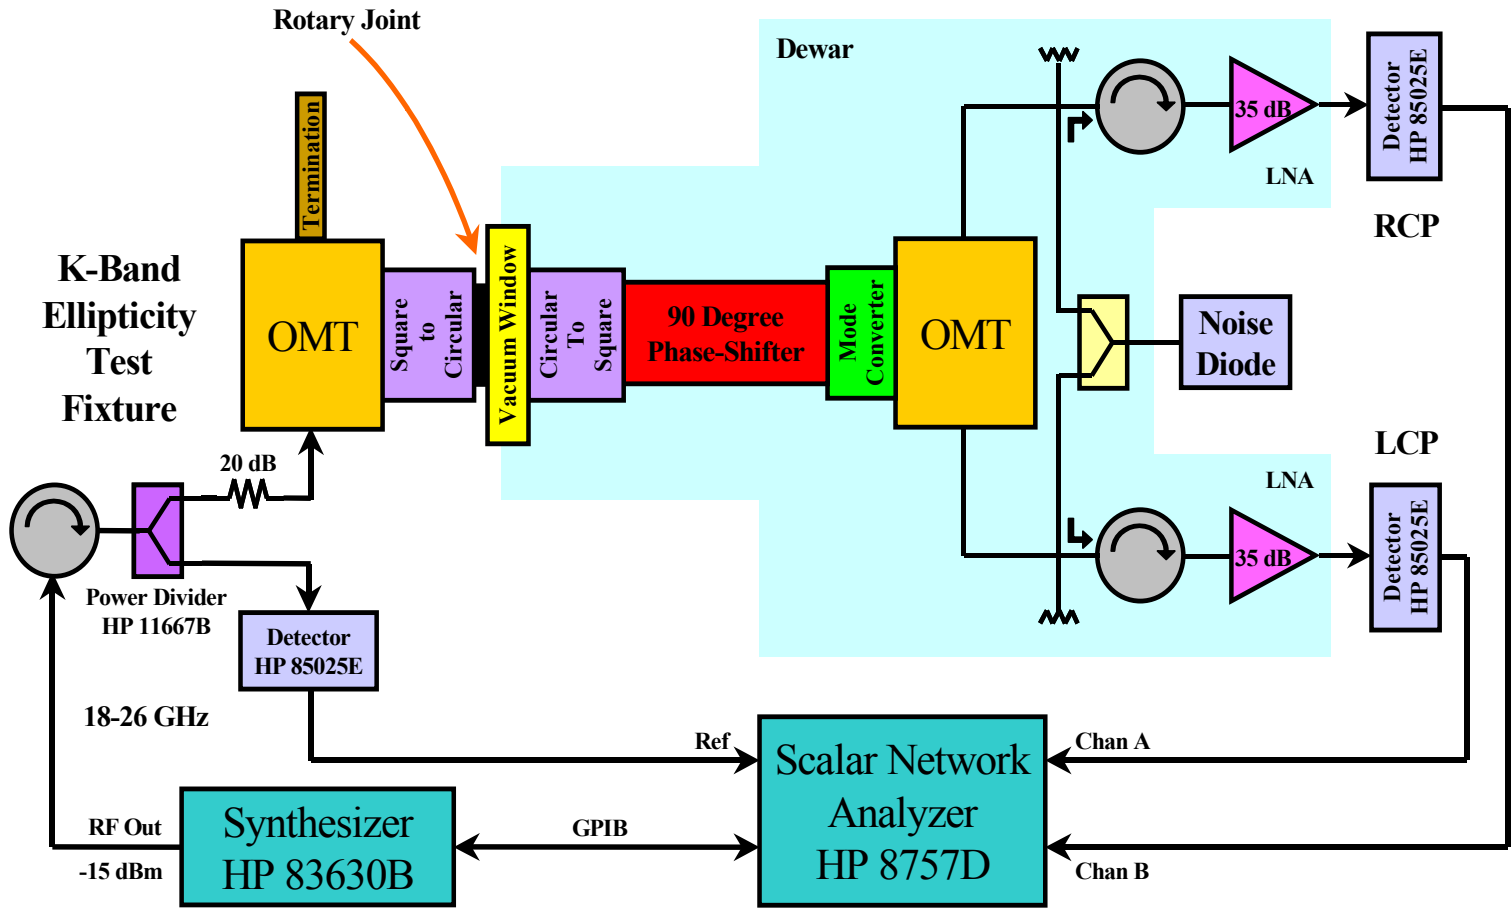 Rotary Joint
Dewar
35 dB
LNA
Detector
HP 85025E
RCP
Termination
K-Band
Ellipticity
Test
Fixture
OMT
Square
to
Circular
Vacuum Window
Circular
To
Square
90 Degree
Phase-Shifter
Mode
Converter
OMT
Noise
Diode
LCP
20 dB
LNA
35 dB
Detector
HP 85025E
Power Divider
HP 11667B
Detector
HP 85025E
18-26 GHz
Ref
Scalar Network
Analyzer
HP 8757D
Chan A
RF Out
-15 dBm
Synthesizer
HP 83630B
GPIB
Chan B